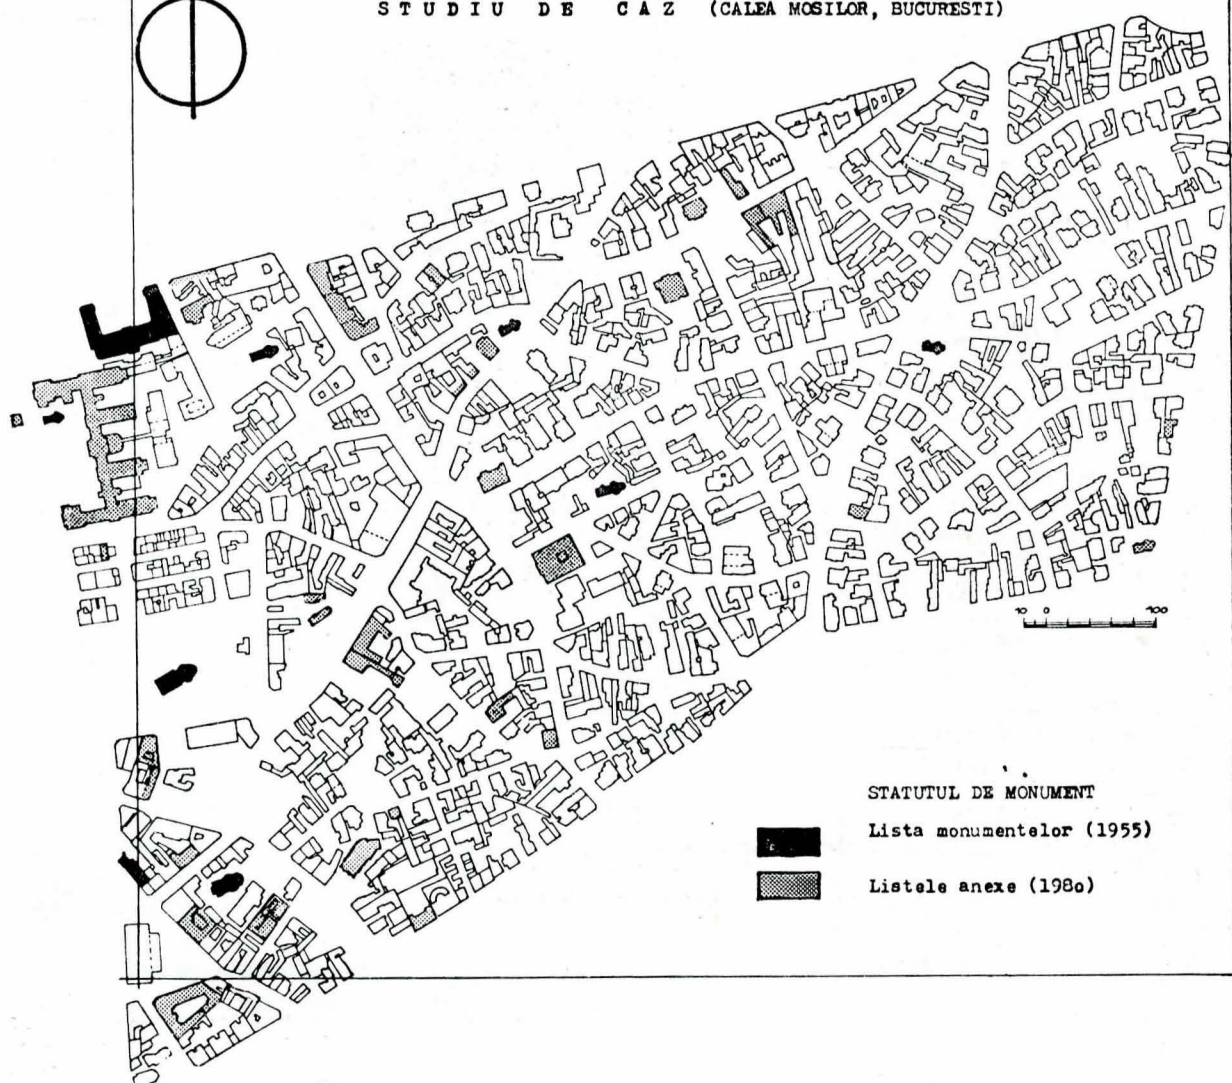 STUDIU DE CAZ (CALEA MOSILOR, BUCURESTI)
10 0 100
STATUTUL DE MONUMENT
Lista monumentelor (1955)
Listele anexe (198o)